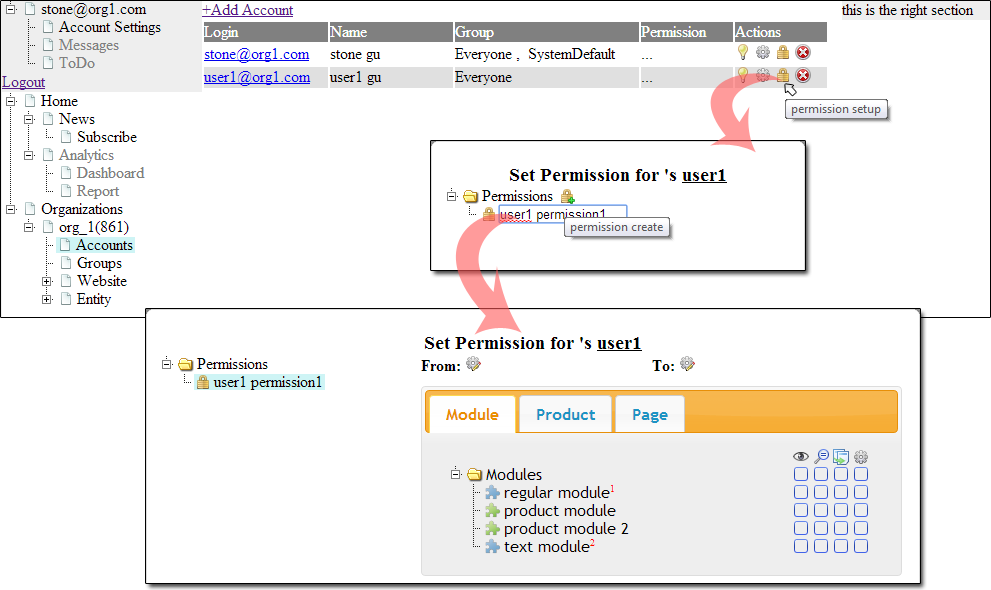 stone@org1.com
Account Settings
Messages
ToDo
Logout
Home
News
Subscribe
Analytics
Dashboard
Report
Organizations
org_1(861)
Accounts
Groups
Website
Entity
+Add Account
Login Name Group Permission Actions
stone@org1.com stone gu Everyone , SystemDefault ...
user1@org1.com user1 gu Everyone ...
this is the right section
permission setup
Set Permission for 's user1
Permissions
user1 permission1
permission create
Permissions
user1 permission1
Set Permission for 's user1
From: To:
Module Product Page
Modules
regular module1
product module
product module 2
text module2